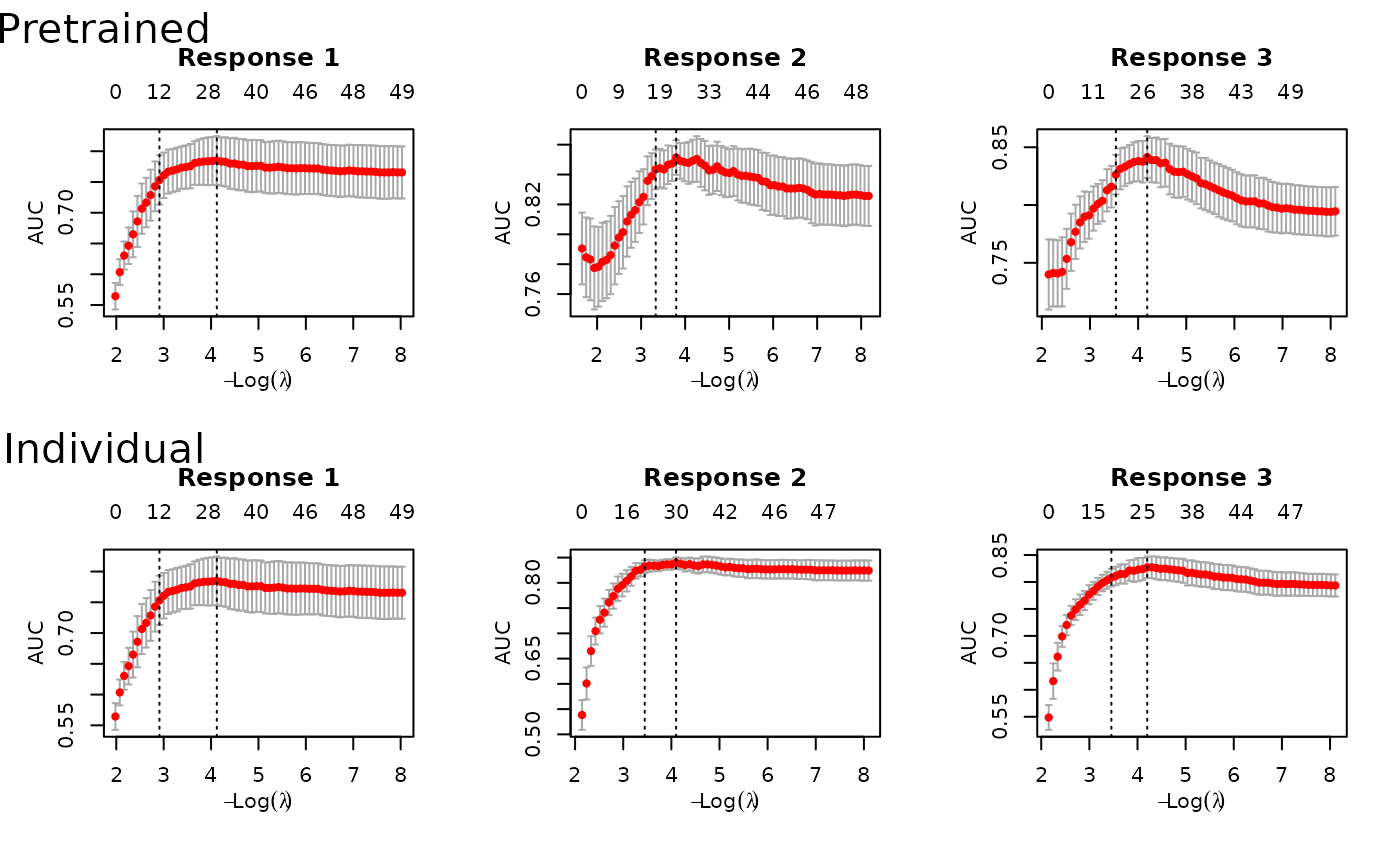 Pretrained
Response 1
0 12 28 40 46 48 49
AUC
0.55 0.70
2 3 4 5 6 7 8
−Log(λ)
Response 2
0 9 19 33 44 46 48
AUC
0.76 0.82
2 3 4 5 6 7 8
−Log(λ)
Response 3
0 11 26 38 43 49
AUC
0.75 0.85
2 3 4 5 6 7 8
−Log(λ)
Individual
Response 1
0 12 28 40 46 48 49
AUC
0.55 0.70
2 3 4 5 6 7 8
−Log(λ)
Response 2
0 16 30 42 46 47
AUC
0.50 0.65 0.80
2 3 4 5 6 7 8
−Log(λ)
Response 3
0 15 25 38 44 47
AUC
0.55 0.70 0.85
2 3 4 5 6 7 8
−Log(λ)